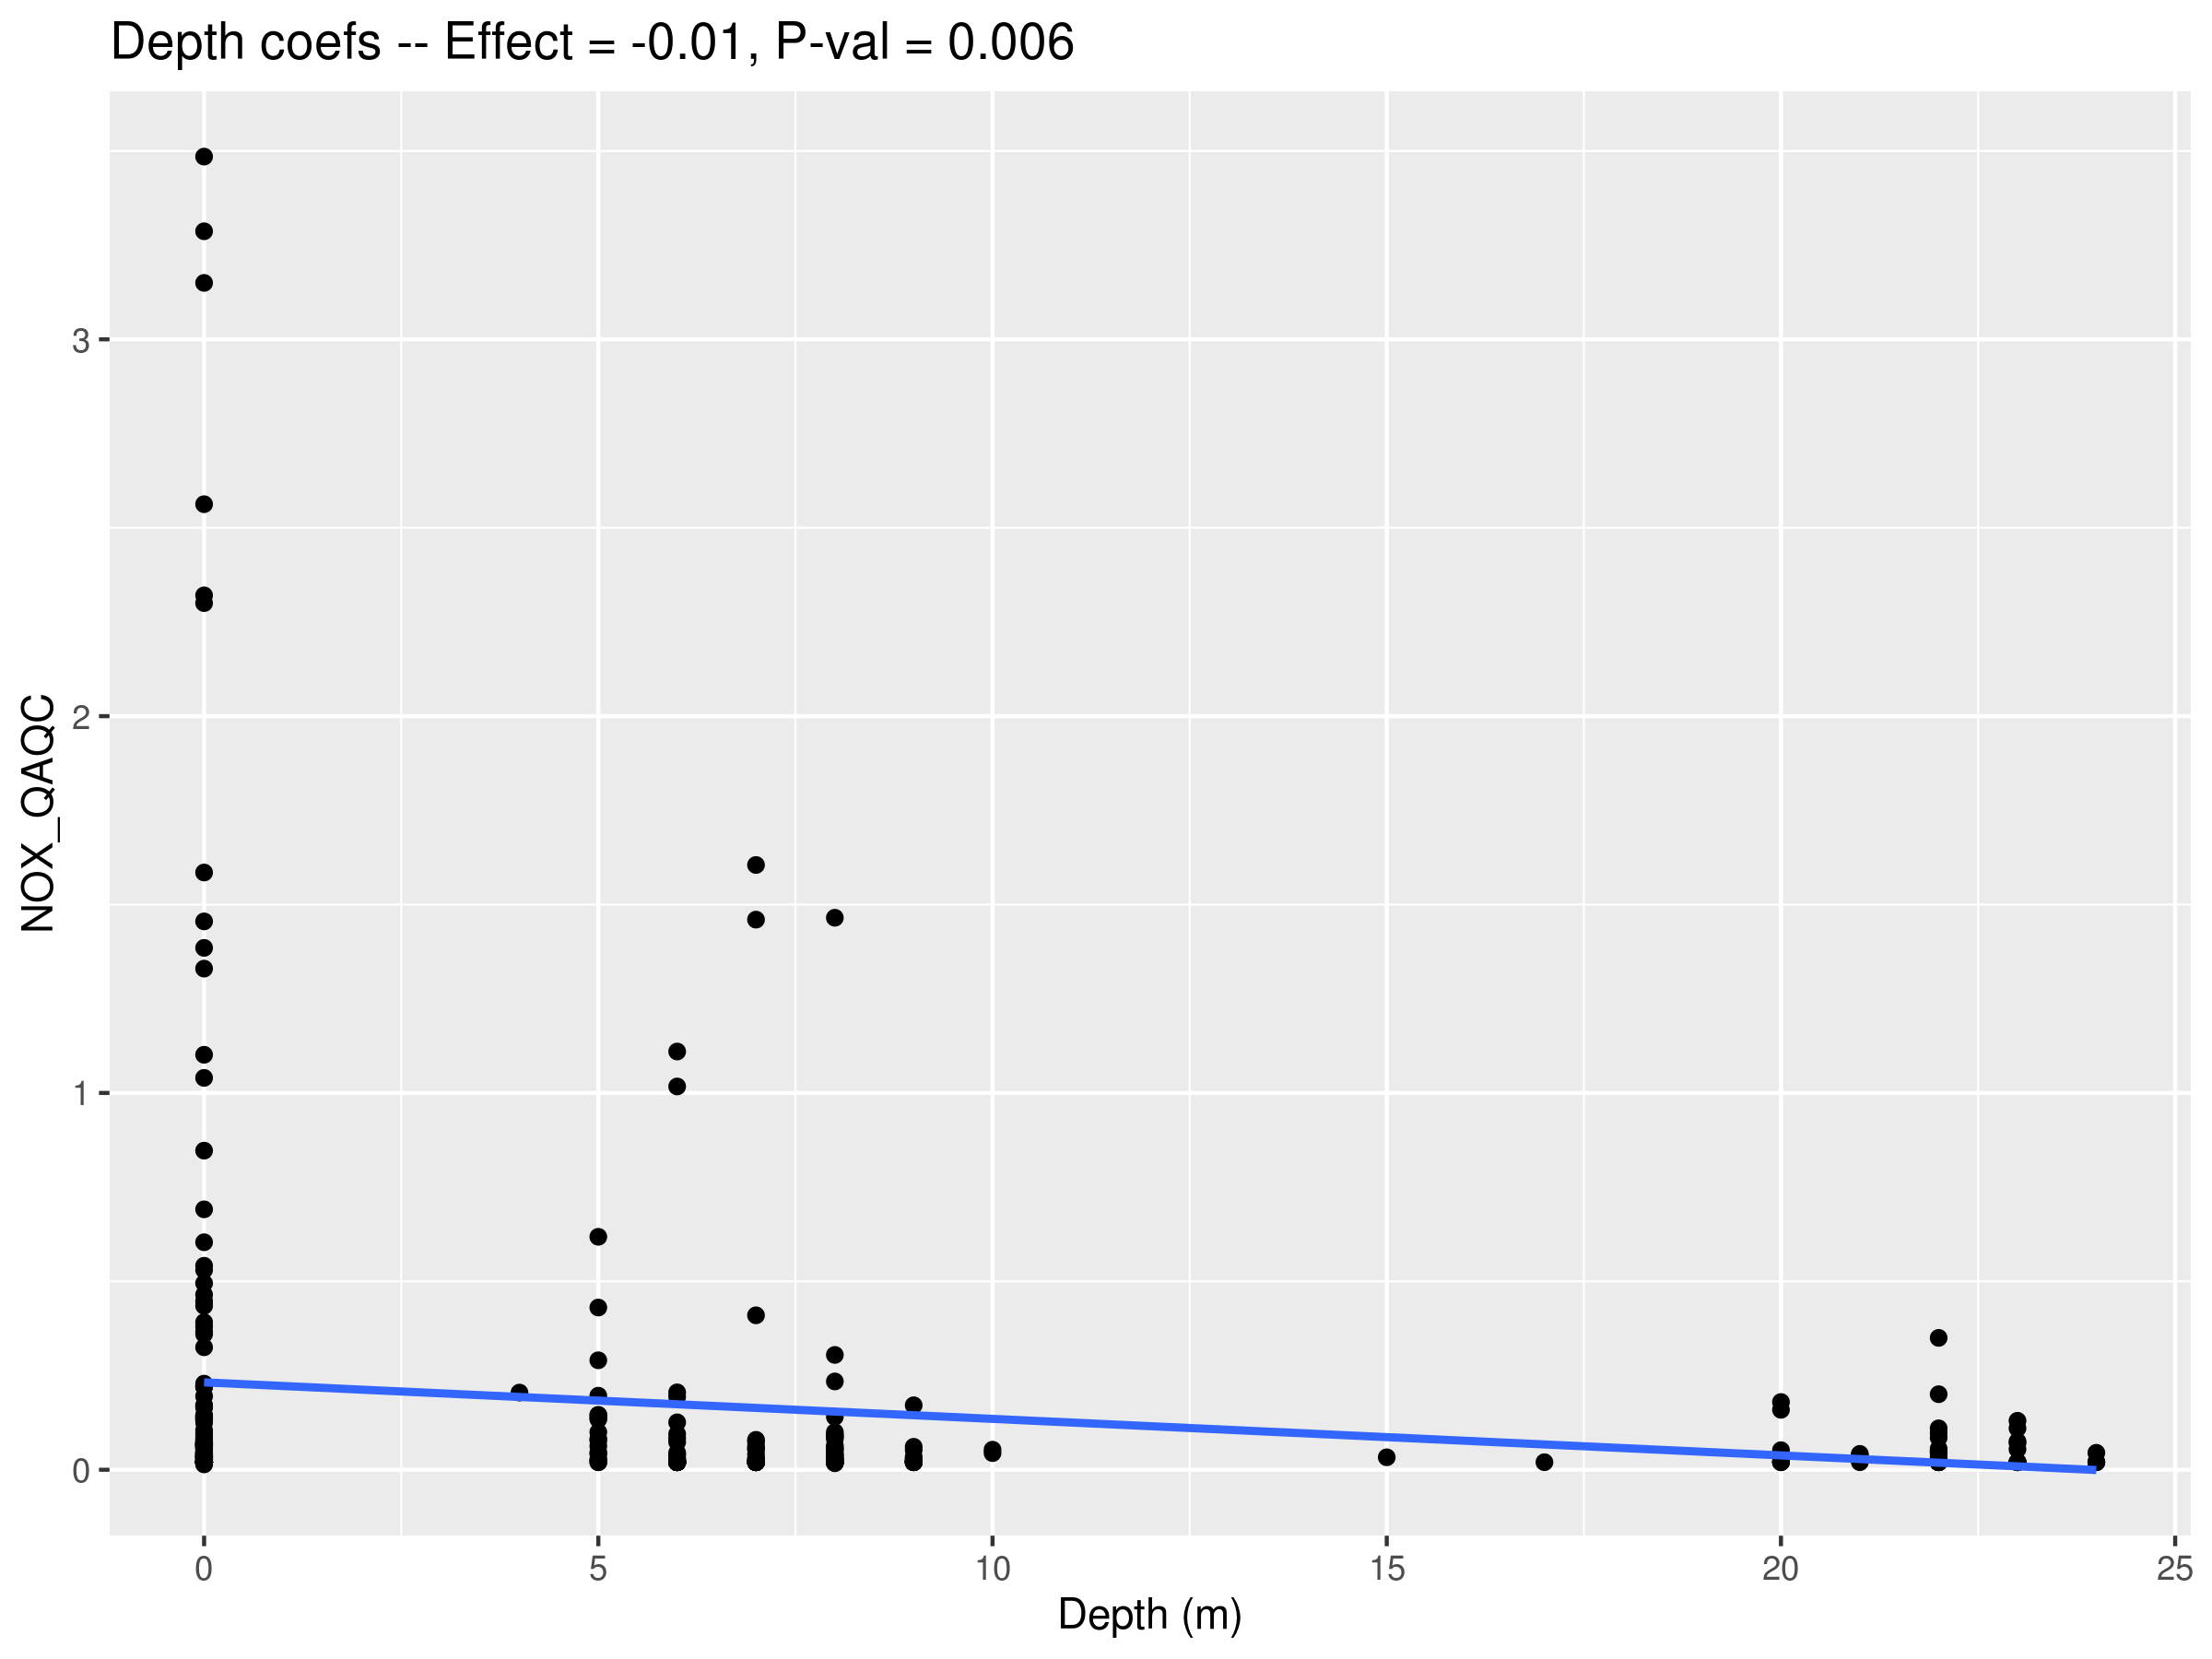 Depth coefs -- Effect = -0.01, P-val = 0.006
NOX_QAQC
3
2
1
0
0 5 10 15 20 25
Depth (m)